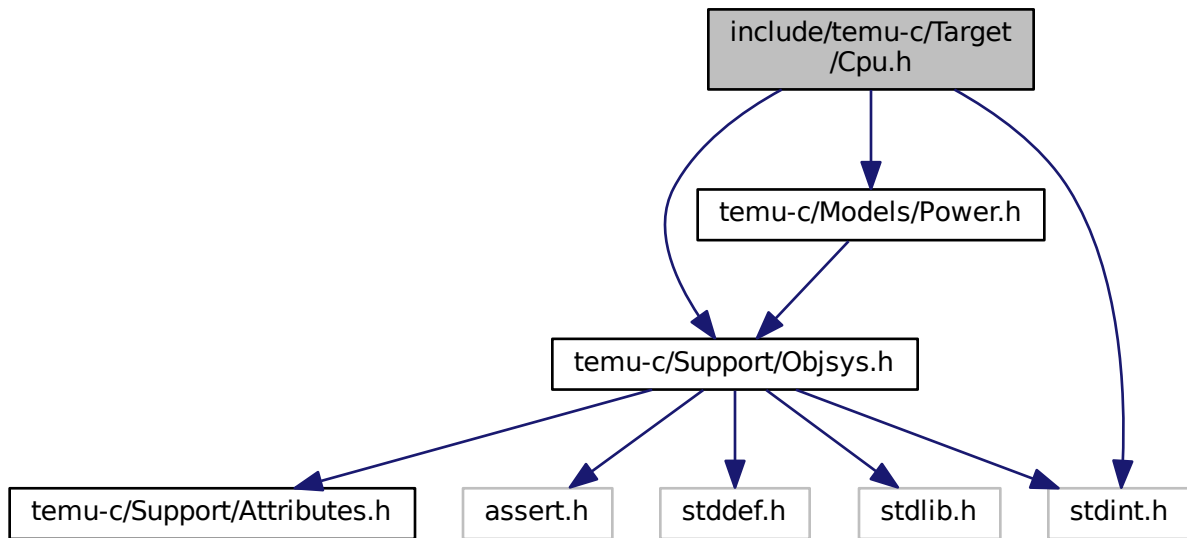 include/temu-c/Target
/Cpu.h
temu-c/Models/Power.h
temu-c/Support/Objsys.h
temu-c/Support/Attributes.h
assert.h
stddef.h
stdlib.h
stdint.h